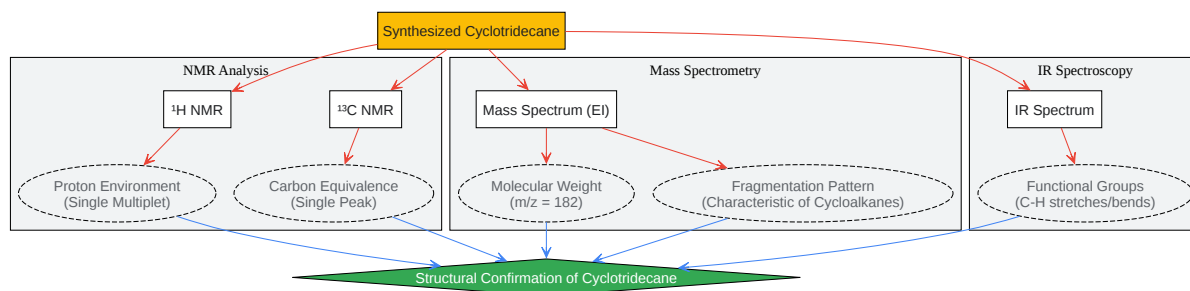 Synthesized Cyclotridecane
NMR Analysis
Mass Spectrometry
IR Spectroscopy
¹H NMR
¹³C NMR
Mass Spectrum (EI)
IR Spectrum
Proton Environment
(Single Multiplet)
Carbon Equivalence
(Single Peak)
Molecular Weight
(m/z = 182)
Fragmentation Pattern
(Characteristic of Cycloalkanes)
Functional Groups
(C-H stretches/bends)
Structural Confirmation of Cyclotridecane